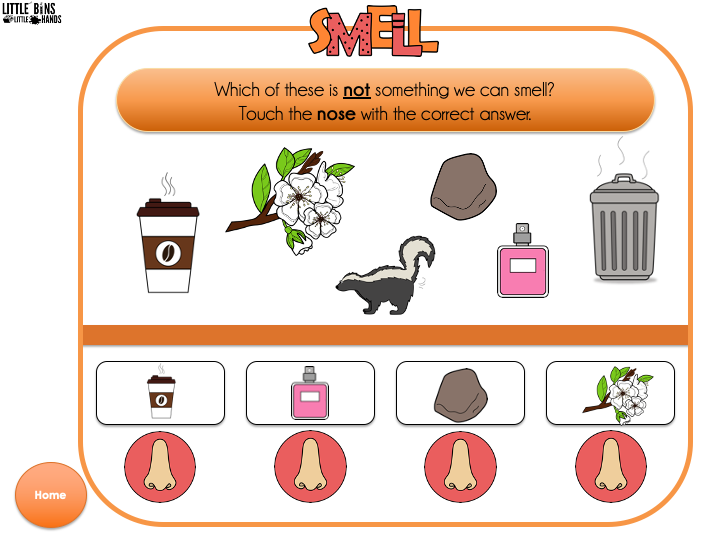 LITTLE BiNS
for LITTLE HANDS
SMELL
Which of these is not something we can smell?
Touch the nose with the correct answer.
Home